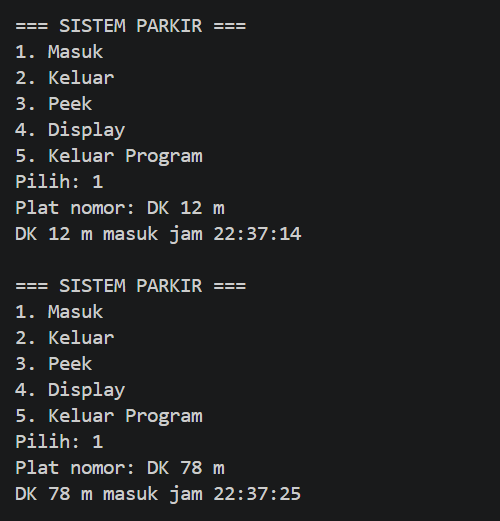 === SISTEM PARKIR ===
1. Masuk
2. Keluar
3. Peek
4. Display
5. Keluar Program
Pilih: 1
Plat nomor: DK 12 m
DK 12 m masuk jam 22:37:14
=== SISTEM PARKIR ===
1. Masuk
2. Keluar
3. Peek
4. Display
5. Keluar Program
Pilih: 1
Plat nomor: DK 78 m
DK 78 m masuk jam 22:37:25